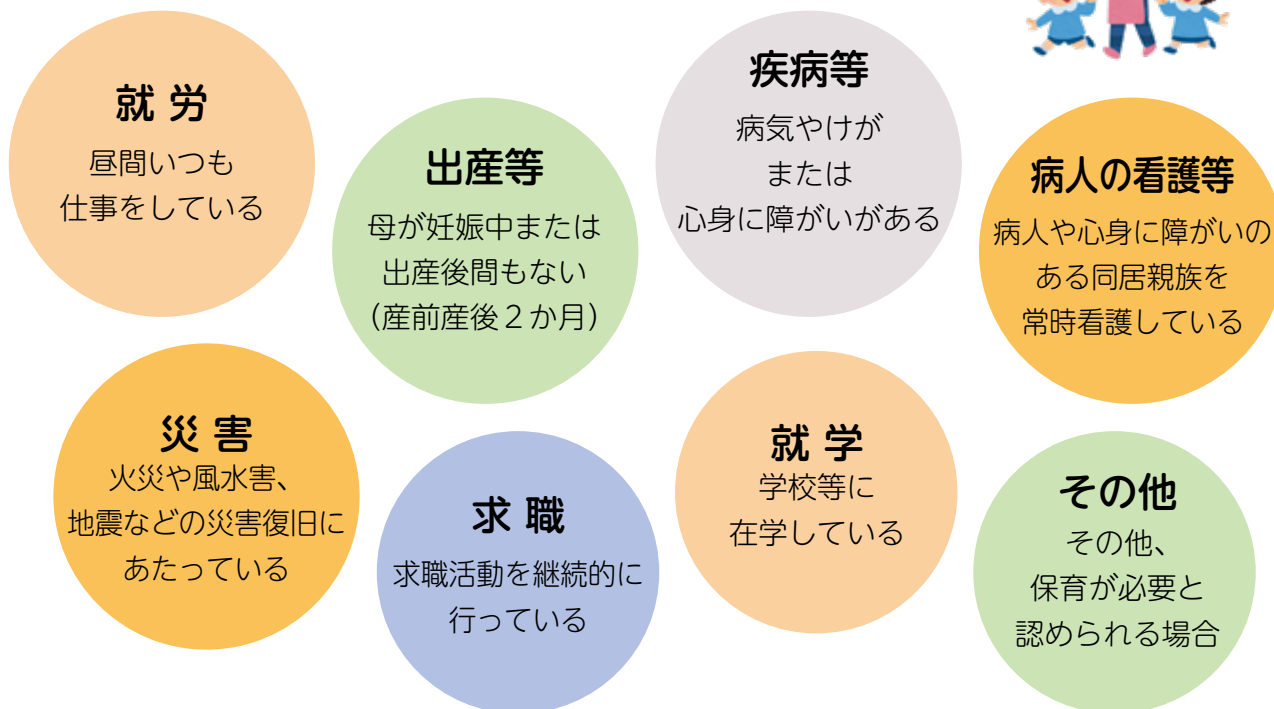 就 労
昼間いつも
仕事をしている
出産等
母が妊娠中または
出産後間もない
（産前産後２か月）
疾病等
病気やけが
または
心身に障がいがある
病人の看護等
病人や心身に障がいの
ある同居親族を
常時看護している
災 害
火災や風水害、
地震などの災害復旧に
あたっている
求 職
求職活動を継続的に
行っている
就 学
学校等に
在学している
その他
その他、
保育が必要と
認められる場合